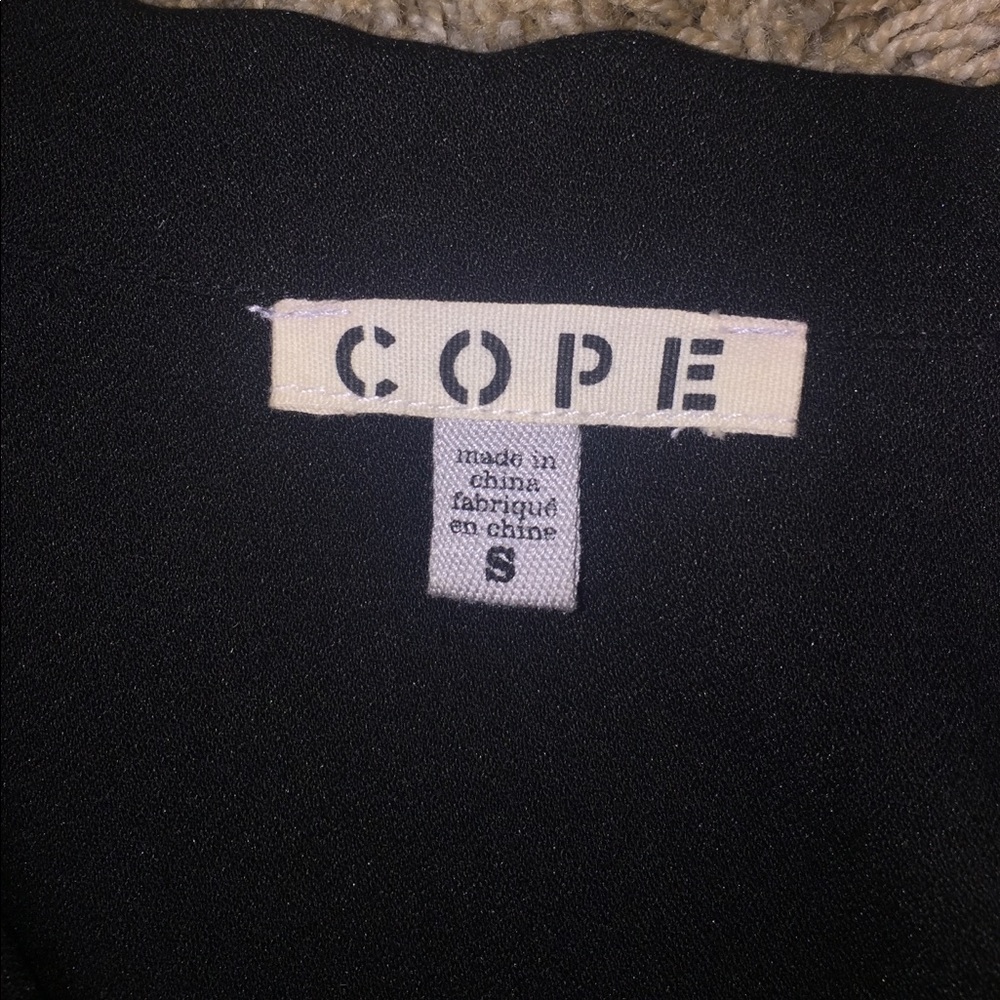 COPE
made in
china
fabriqué
en chine
S